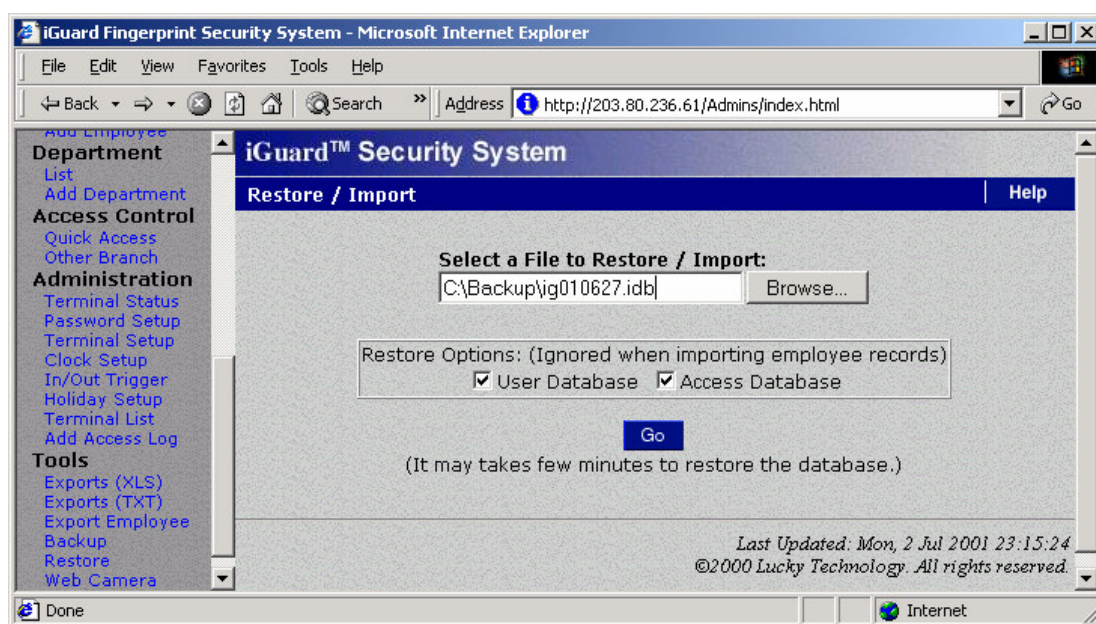 iGuard Fingerprint Security System - Microsoft Internet Explorer
File Edit View Favorites Tools Help
Back Search » Address http://203.80.236.61/Admins/index.html Go
Add Employee
Department
List
Add Department
Access Control
Quick Access
Other Branch
Administration
Terminal Status
Password Setup
Terminal Setup
Clock Setup
In/Out Trigger
Holiday Setup
Terminal List
Add Access Log
Tools
Exports (XLS)
Exports (TXT)
Export Employee
Backup
Restore
Web Camera
iGuard™ Security System
Restore / Import Help
Select a File to Restore / Import:
C:\Backup\ig010627.idb Browse...
Restore Options: (Ignored when importing employee records)
User Database Access Database
Go
(It may takes few minutes to restore the database.)
Last Updated: Mon, 2 Jul 2001 23:15:24
©2000 Lucky Technology. All rights reserved.
Done Internet